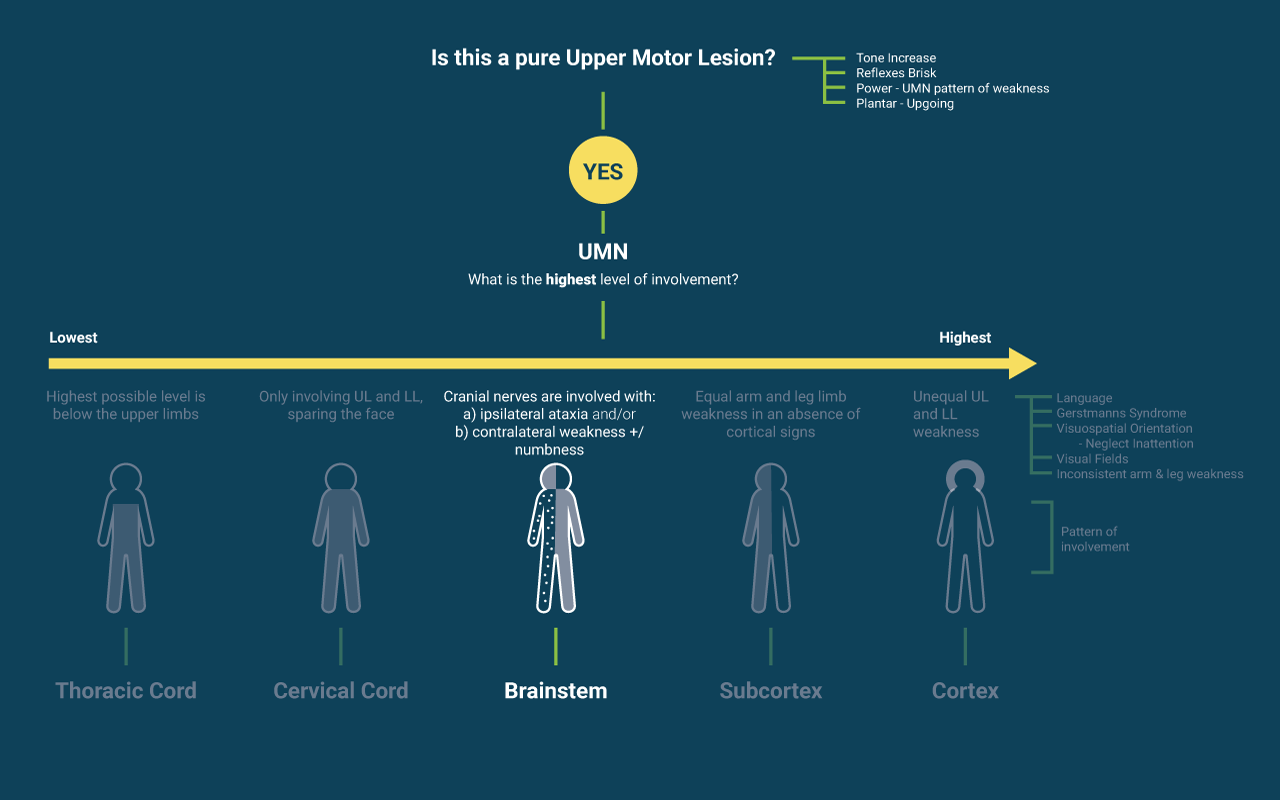 Is this a pure Upper Motor Lesion?
Tone Increase
Reflexes Brisk
Power - UMN pattern of weakness
Plantar - Upgoing
YES
UMN
What is the highest level of involvement?
Lowest
Highest
Highest possible level is
below the upper limbs
Only involving UL and LL,
sparing the face
Cranial nerves are involved with:
a) ipsilateral ataxia and/or
b) contralateral weakness +/
numbness
Equal arm and leg limb
weakness in an absence of
cortical signs
Unequal UL
and LL
weakness
Language
Gerstmanns Syndrome
Visuospatial Orientation
- Neglect Inattention
Visual Fields
Inconsistent arm & leg weakness
Pattern of
involvement
Thoracic Cord
Cervical Cord
Brainstem
Subcortex
Cortex